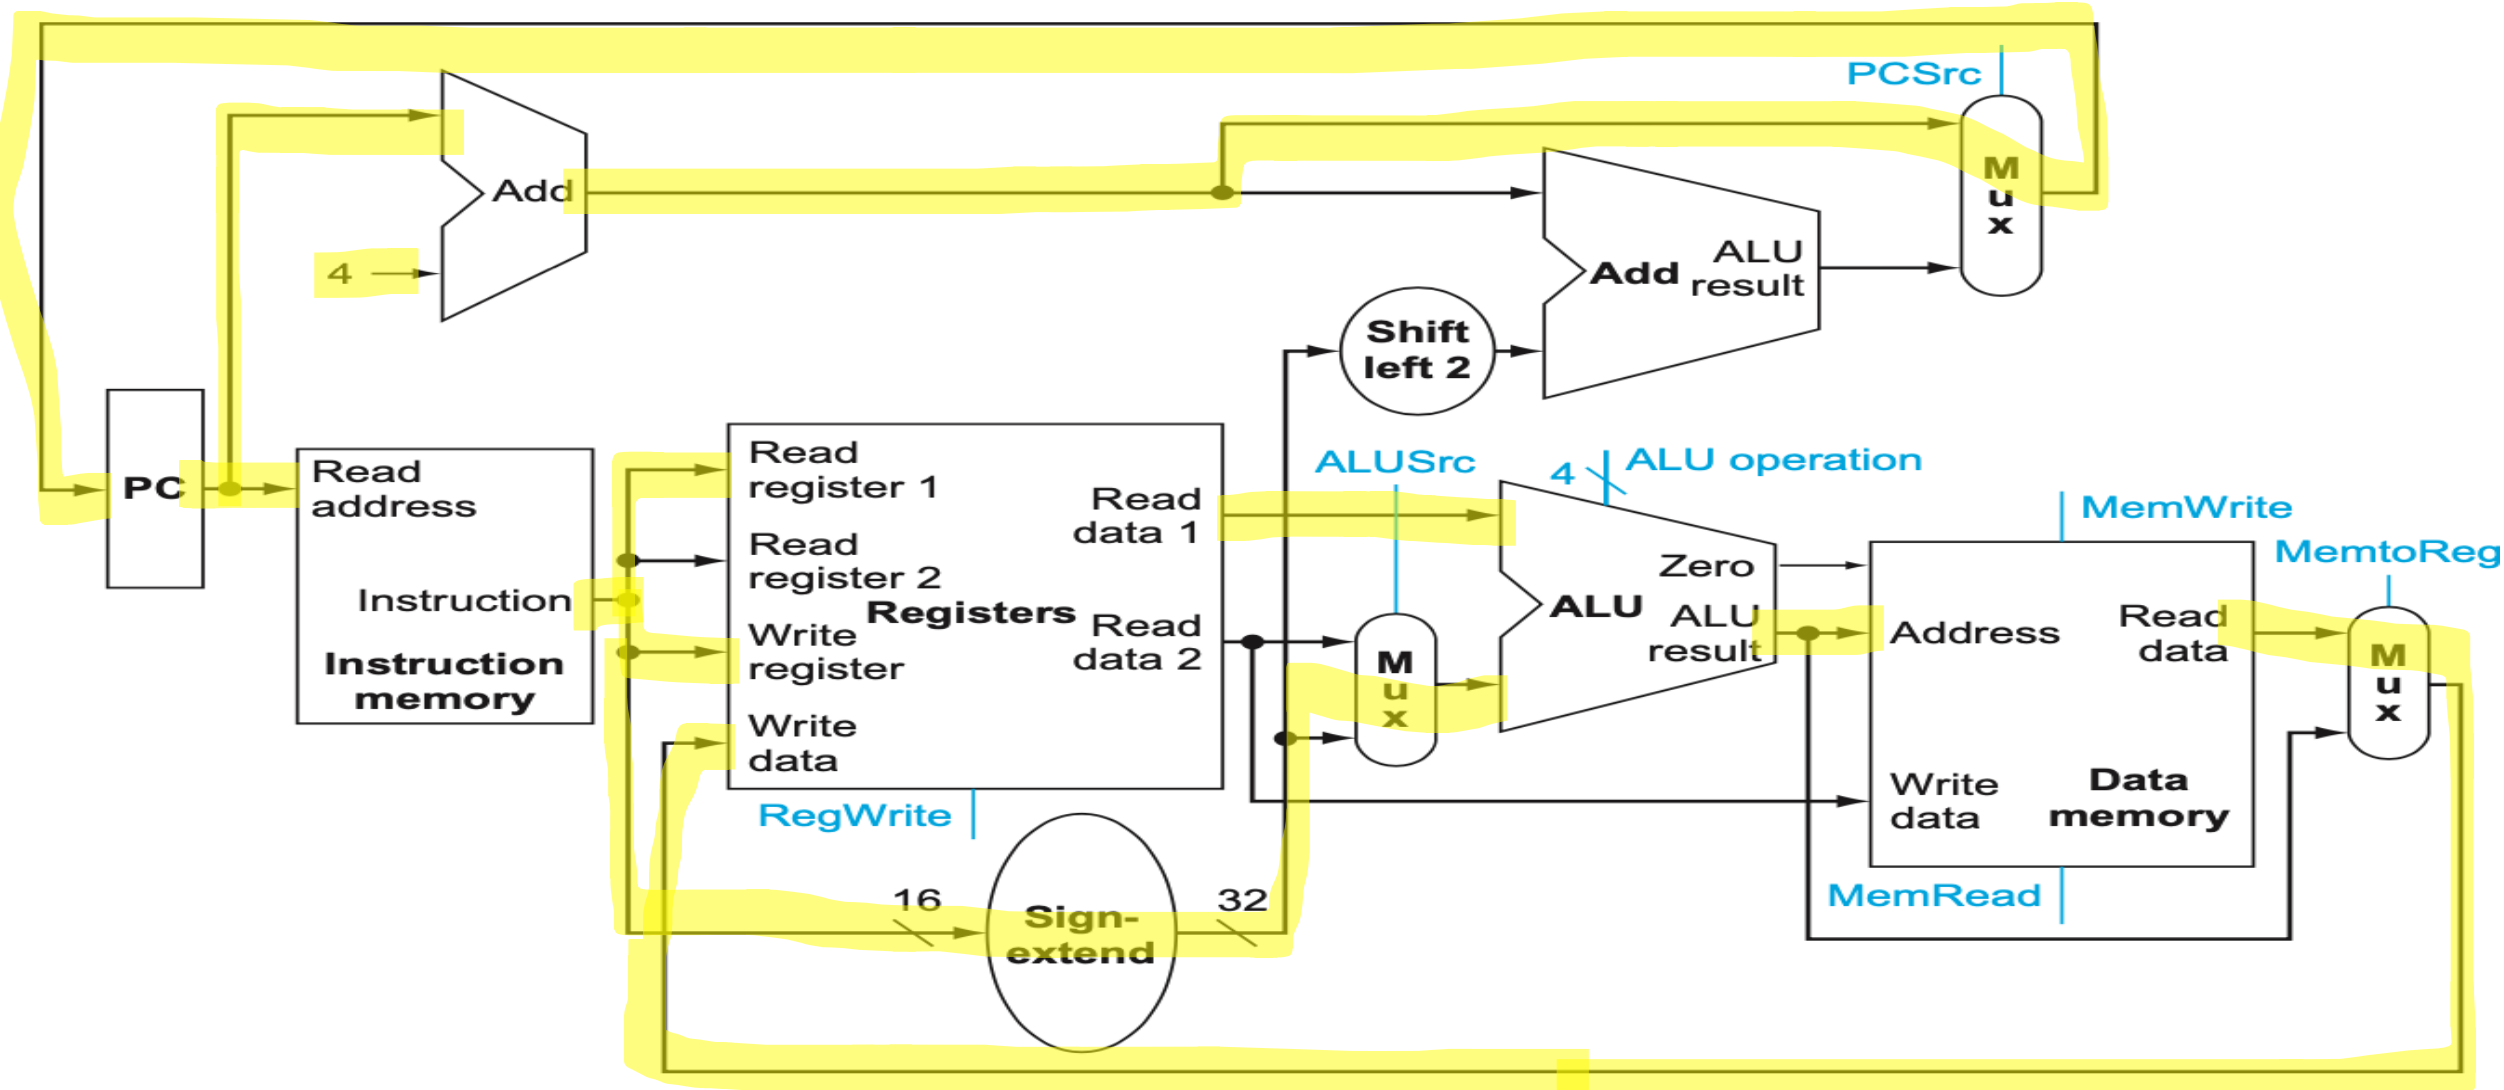 PCSrc
M
u
x
Add
4
ALU
result
Add
Shift
left 2
PC
Read
address
Instruction
Instruction
memory
Read
register 1
Read
register 2
Write
register
Write
data
Registers
Read
data 1
Read
data 2
RegWrite
16
Sign-
extend
32
ALUSrc
M
u
x
4
ALU operation
Zero
ALU
ALU
result
MemWrite
Address
Read
data
Write
data
Data
memory
MemRead
MemtoReg
M
u
x